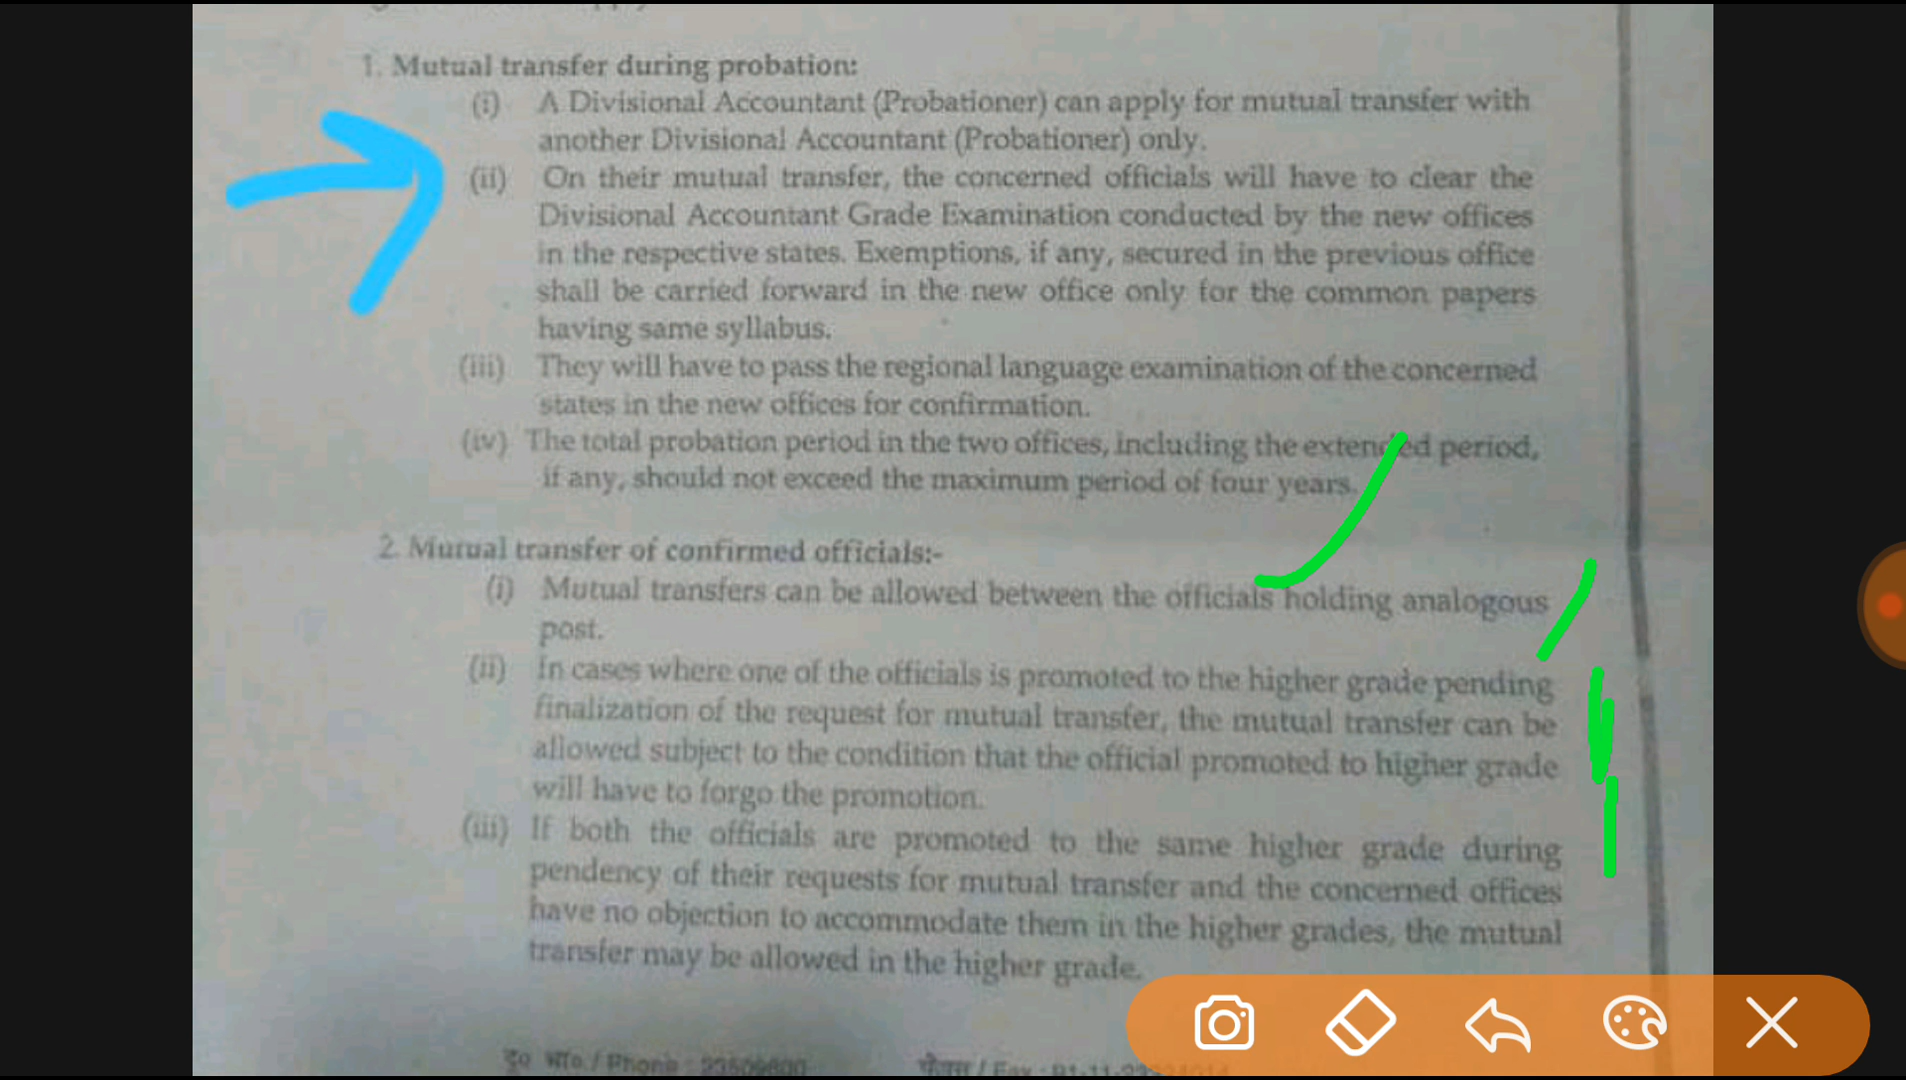 1. Mutual transfer during probation:
(i) A Divisional Accountant (Probationer) can apply for mutual transfer with
another Divisional Accountant (Probationer) only.
(ii) On their mutual transfer, the concerned officials will have to clear the
Divisional Accountant Grade Examination conducted by the new offices
in the respective states. Exemptions, if any, secured in the previous office
shall be carried forward in the new office only for the common papers
having same syllabus.
(iii) They will have to pass the regional language examination of the concerned
states in the new offices for confirmation.
(iv) The total probation period in the two offices, including the extended period,
if any, should not exceed the maximum period of four years.
2. Mutual transfer of confirmed officials:-
(i) Mutual transfers can be allowed between the officials holding analogous
post.
(ii) In cases where one of the officials is promoted to the higher grade pending
finalization of the request for mutual transfer, the mutual transfer can be
allowed subject to the condition that the official promoted to higher grade
will have to forgo the promotion.
(iii) If both the officials are promoted to the same higher grade during
pendency of their requests for mutual transfer and the concerned offices
have no objection to accommodate them in the higher grades, the mutual
transfer may be allowed in the higher grade.
/ Phone :
/ Fax :